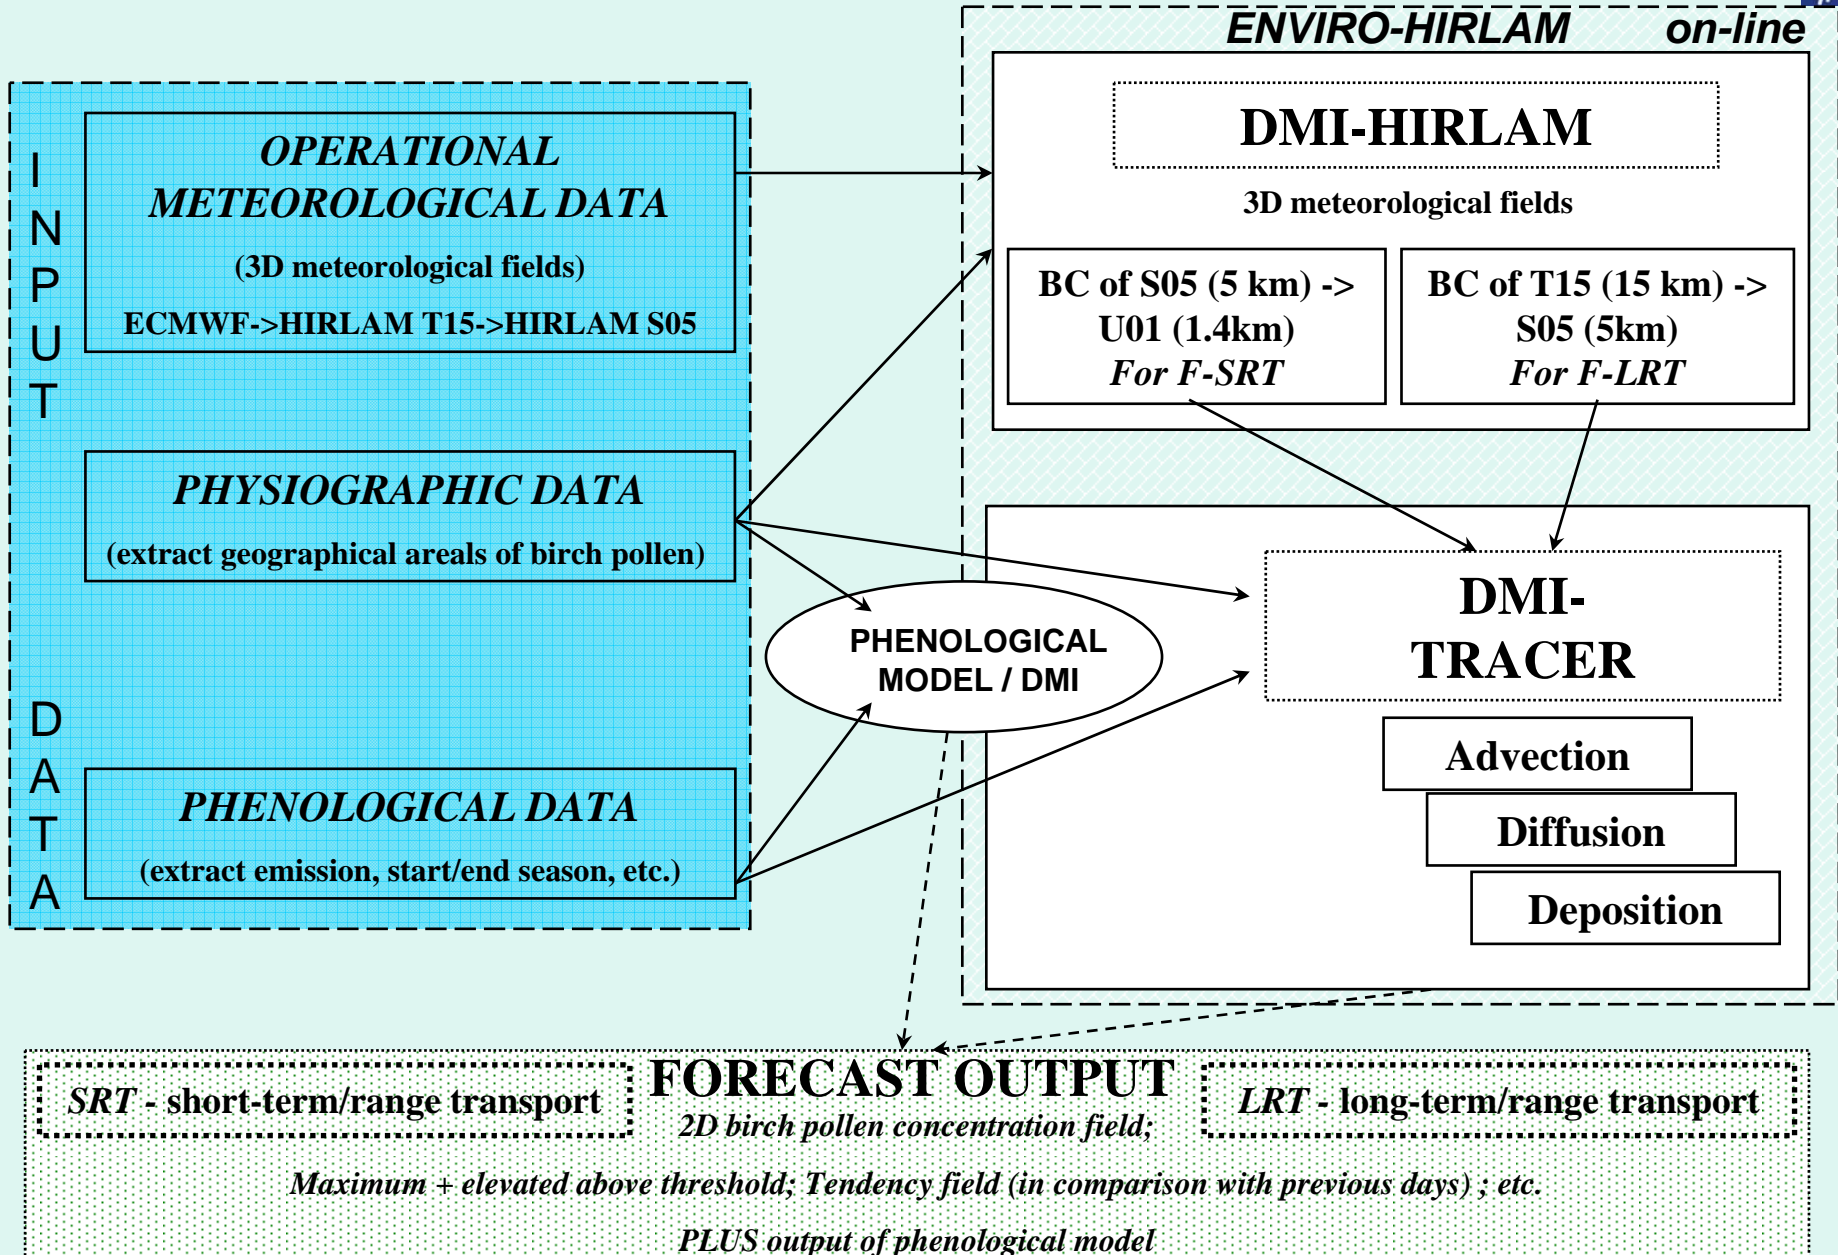 ENVIRO-HIRLAM on-line
INPUT
DATA
OPERATIONAL
METEOROLOGICAL DATA
(3D meteorological fields)
ECMWF->HIRLAM T15->HIRLAM S05
PHYSIOGRAPHIC DATA
(extract geographical areals of birch pollen)
PHENOLOGICAL DATA
(extract emission, start/end season, etc.)
PHENOLOGICAL
MODEL / DMI
DMI-HIRLAM
3D meteorological fields
BC of S05 (5 km) ->
U01 (1.4km)
For F-SRT
BC of T15 (15 km) ->
S05 (5km)
For F-LRT
DMI-
TRACER
Advection
Diffusion
Deposition
FORECAST OUTPUT
SRT - short-term/range transport
LRT - long-term/range transport
2D birch pollen concentration field;
Maximum + elevated above threshold; Tendency field (in comparison with previous days) ; etc.
PLUS output of phenological model